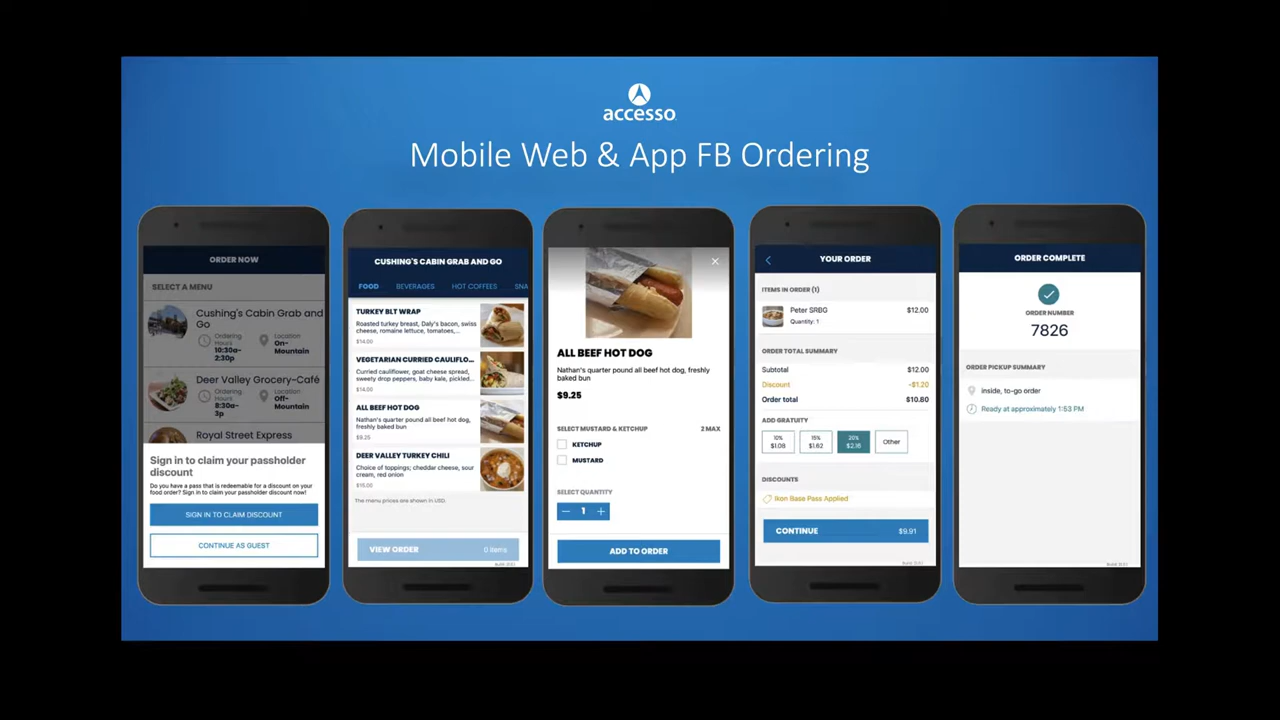 accesso
Mobile Web & App FB Ordering
ORDER NOW
SELECT A MENU
Cushing's Cabin Grab and
Go
Ordering
Hours
10:30a-
2:30p
Location
On-
Mountain
Deer Valley Grocery~Café
Ordering
Hours
8:30a-
3p
Location
Off-
Mountain
Royal Street Express
Sign in to claim your passholder
discount
Do you have a pass that is redeemable for a discount on your
food order? Sign in to claim your passholder discount now!
SIGN IN TO CLAIM DISCOUNT
CONTINUE AS GUEST
CUSHING'S CABIN GRAB AND GO
FOOD BEVERAGES HOT COFFEES SNA
TURKEY BLT WRAP
Roasted turkey breast, Daly's bacon, swiss
cheese, romaine lettuce, tomatoes,...
$14.00
VEGETARIAN CURRIED CAULIFLO...
Curried cauliflower, goat cheese spread,
sweety drop peppers, baby kale, pickled...
$14.00
ALL BEEF HOT DOG
Nathan's quarter pound all beef hot dog,
freshly baked bun
$9.25
DEER VALLEY TURKEY CHILI
Choice of toppings; cheddar cheese, sour
cream, red onion
$15.00
The menu prices are shown in USD.
VIEW ORDER 0 items
ALL BEEF HOT DOG
Nathan's quarter pound all beef hot dog, freshly
baked bun
$9.25
SELECT MUSTARD & KETCHUP 2 MAX
KETCHUP
MUSTARD
SELECT QUANTITY
1
ADD TO ORDER
YOUR ORDER
ITEMS IN ORDER (1)
Peter SRBG $12.00
Quantity: 1
ORDER TOTAL SUMMARY
Subtotal $12.00
Discount -$1.20
Order total $10.80
ADD GRATUITY
10%
$1.08
15%
$1.62
20%
$2.16
Other
DISCOUNTS
Ikon Base Pass Applied
CONTINUE $9.91
ORDER COMPLETE
ORDER NUMBER
7826
ORDER PICKUP SUMMARY
inside, to-go order
Ready at approximately 1:53 PM